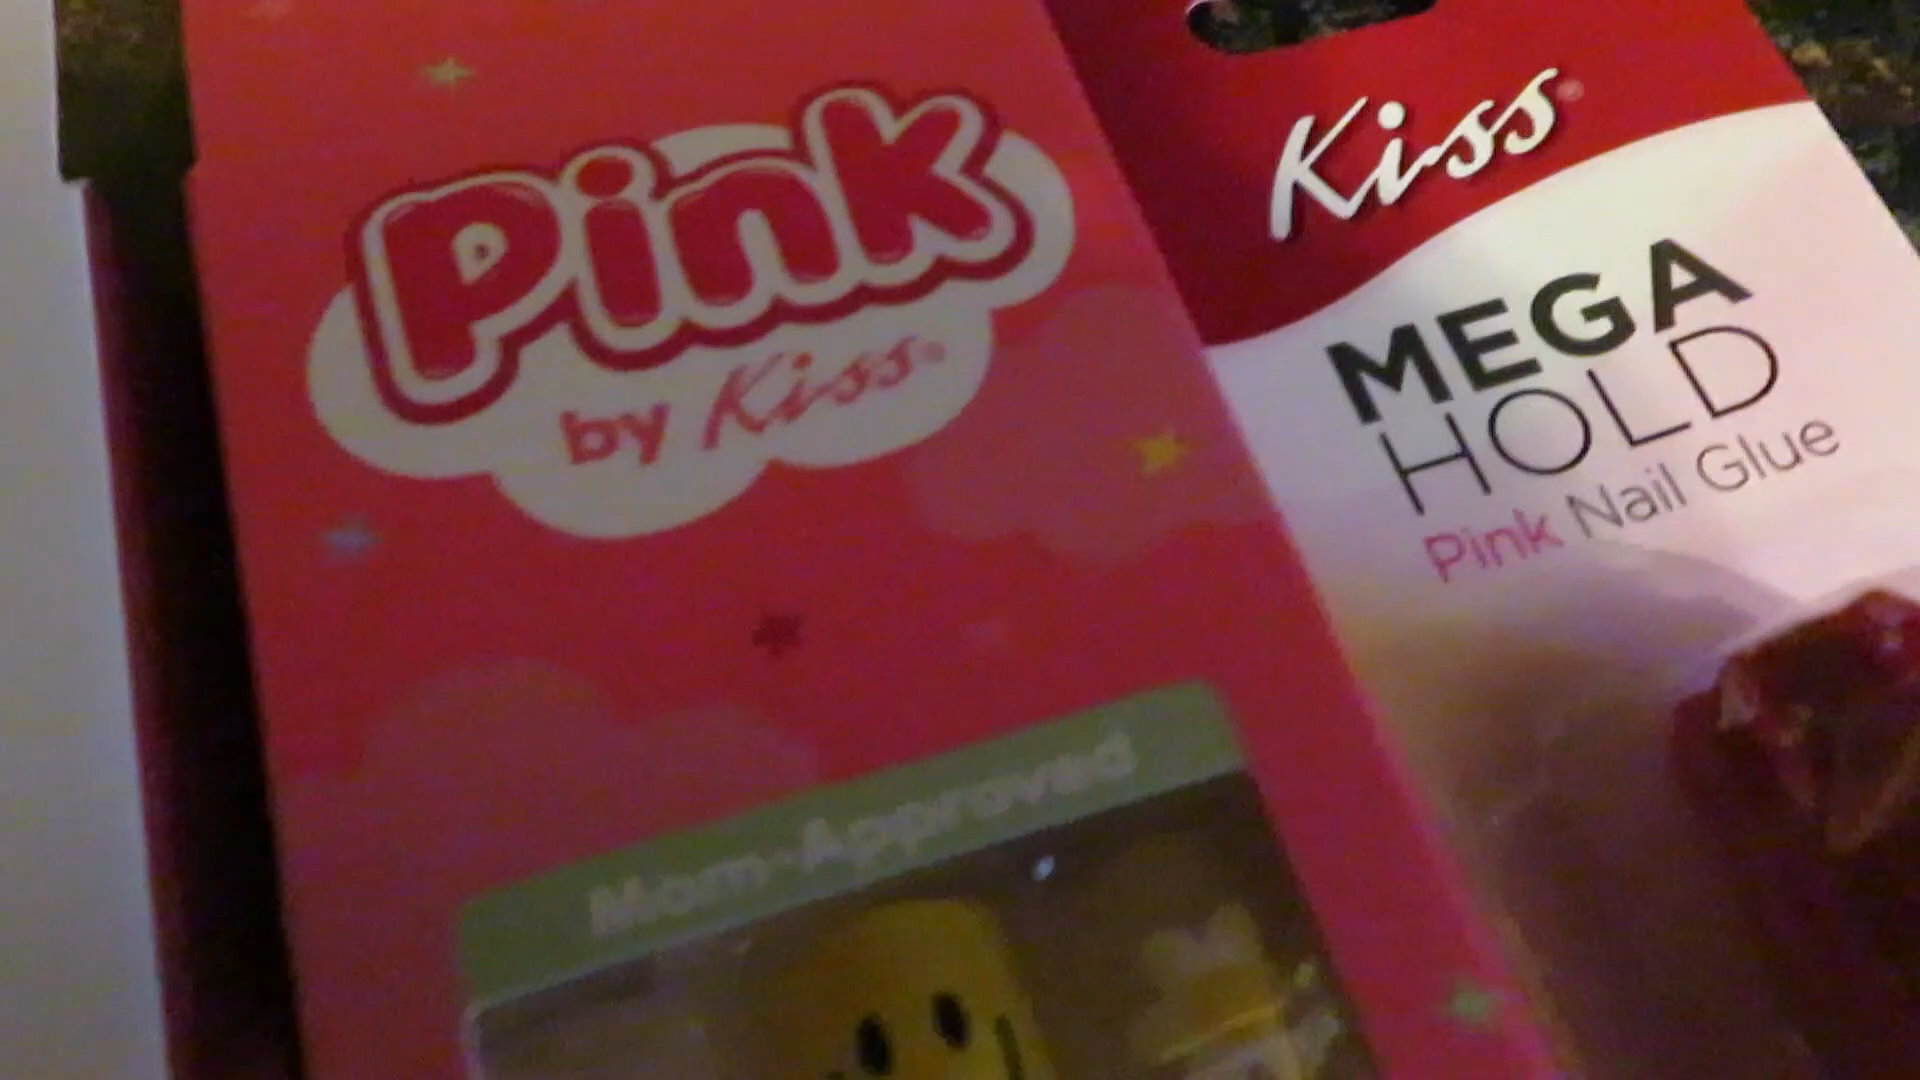 Pink
by Kiss®
Mom-Approved
Kiss®
MEGA
HOLD
Pink Nail Glue